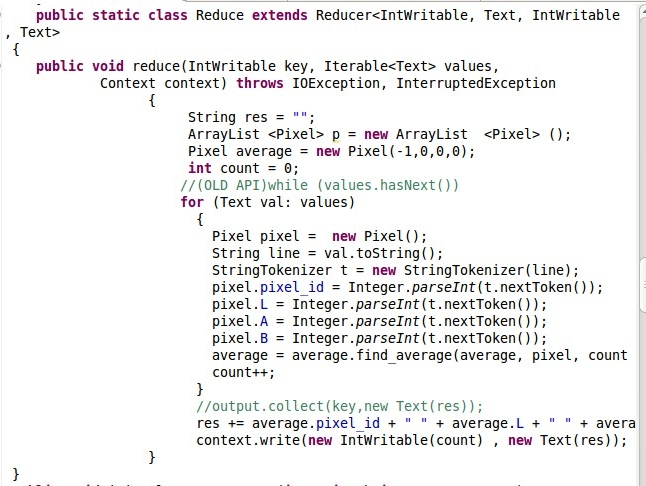 public static class Reduce extends Reducer<IntWritable, Text, IntWritable
, Text>
{
public void reduce(IntWritable key, Iterable<Text> values,
Context context) throws IOException, InterruptedException
{
String res = "";
ArrayList <Pixel> p = new ArrayList  <Pixel> ();
Pixel average = new Pixel(-1,0,0,0);
int count = 0;
//(OLD API)while (values.hasNext())
for (Text val: values)
{
Pixel pixel =  new Pixel();
String line = val.toString();
StringTokenizer t = new StringTokenizer(line);
pixel.pixel_id = Integer.parseInt(t.nextToken());
pixel.L = Integer.parseInt(t.nextToken());
pixel.A = Integer.parseInt(t.nextToken());
pixel.B = Integer.parseInt(t.nextToken());
average = average.find_average(average, pixel, count
count++;
}
//output.collect(key,new Text(res));
res += average.pixel_id + " " + average.L + " " + avera
context.write(new IntWritable(count) , new Text(res));
}
}